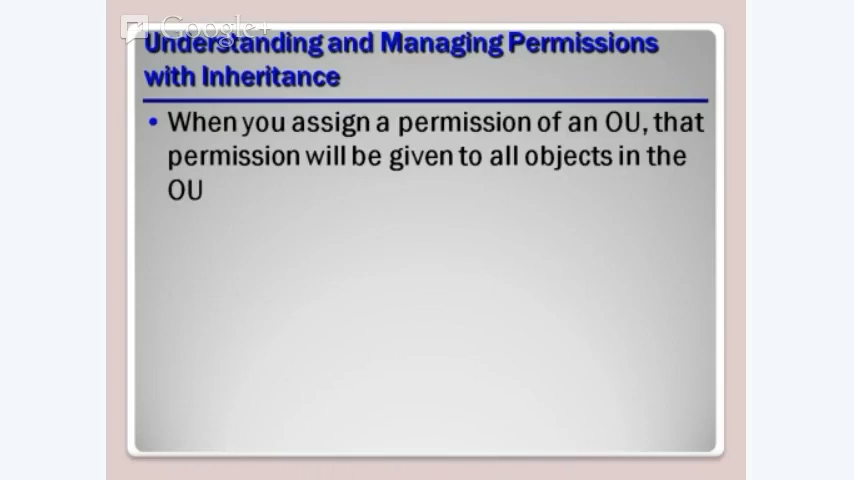 Google+
Understanding and Managing Permissions
with Inheritance
• When you assign a permission of an OU, that
permission will be given to all objects in the
OU